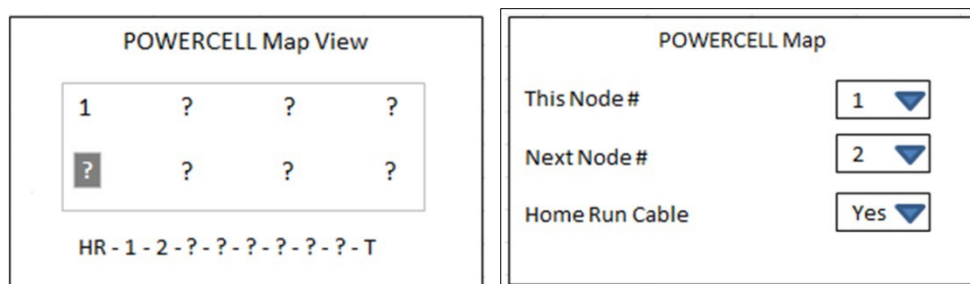 POWERCELL Map View
1 ? ? ?
? ? ? ?
HR - 1 - 2 - ? - ? - ? - ? - ? - ? - T
POWERCELL Map
This Node # 1
Next Node # 2
Home Run Cable Yes